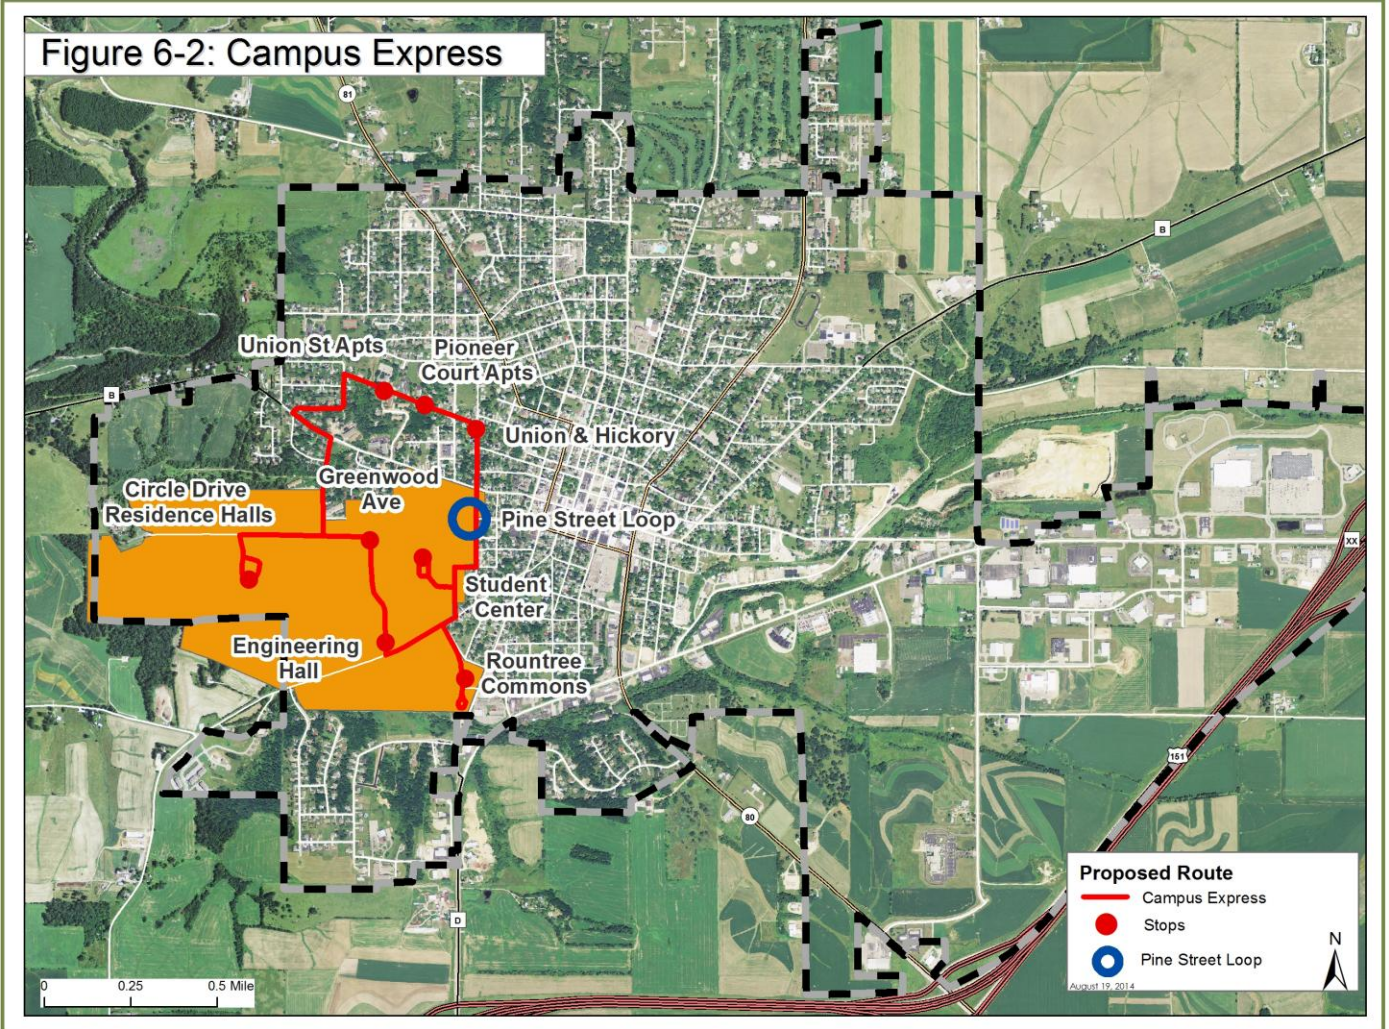 Figure 6-2: Campus Express
81
B
Union St Apts
Pioneer
Court Apts
B
Union & Hickory
Greenwood
Ave
Circle Drive
Residence Halls
Pine Street Loop
XX
Student
Center
Engineering
Hall
Rountree
Commons
151
80
D
Proposed Route
Campus Express
Stops
Pine Street Loop
N
August 19, 2014
0 0.25 0.5 Mile